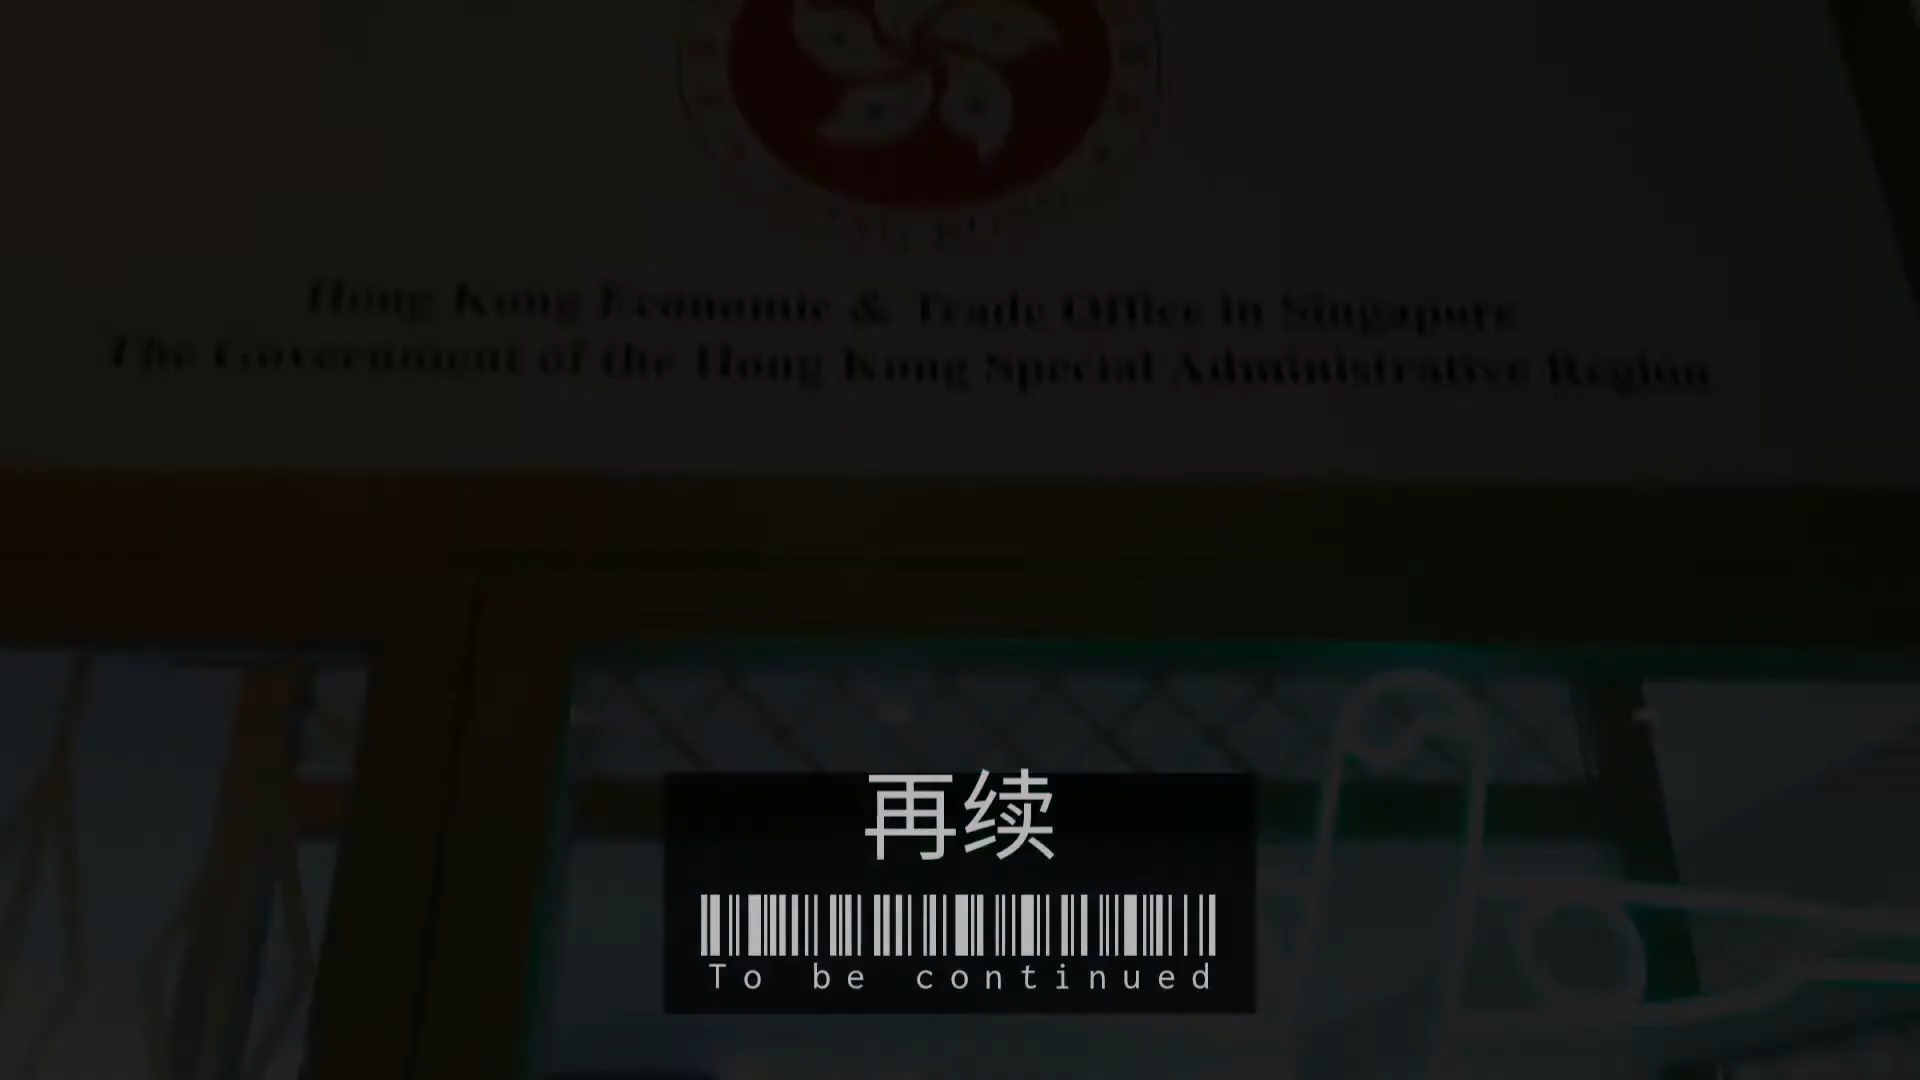 Hong Kong Economic & Trade Office in Singapore
The Government of the Hong Kong Special Administrative Region
再续
To be continued